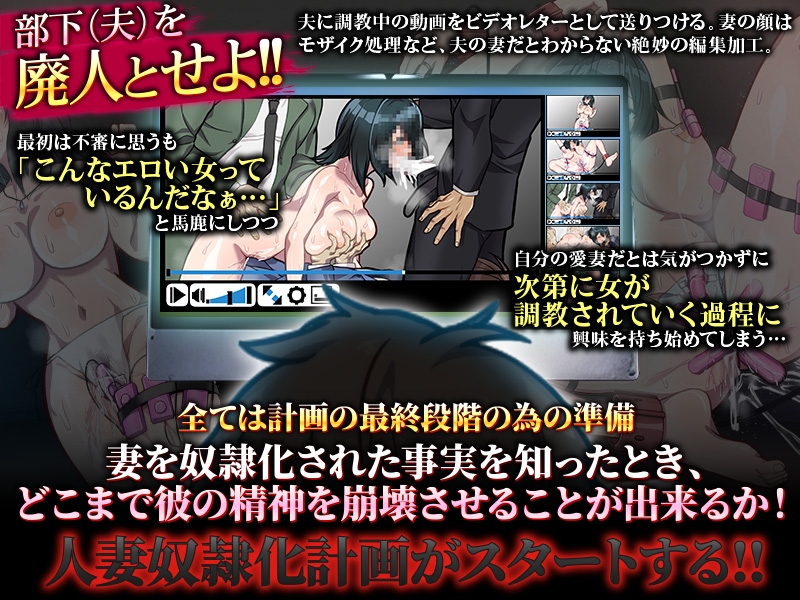 部下(夫)を
廃人とせよ!!
夫に調教中の動画をビデオレターとして送りつける。妻の顔は
モザイク処理など、夫の妻だとわからない絶妙の編集加工。
最初は不審に思うも
「こんなエロい女って
いるんだなぁ…」
と馬鹿にしつつ
自分の愛妻だとは気がつかずに
次第に女が
調教されていく過程に
興味を持ち始めてしまう…
全ては計画の最終段階の為の準備
妻を奴隷化された事実を知ったとき、
どこまで彼の精神を崩壊させることが出来るか!
人妻奴隷化計画がスタートする!!